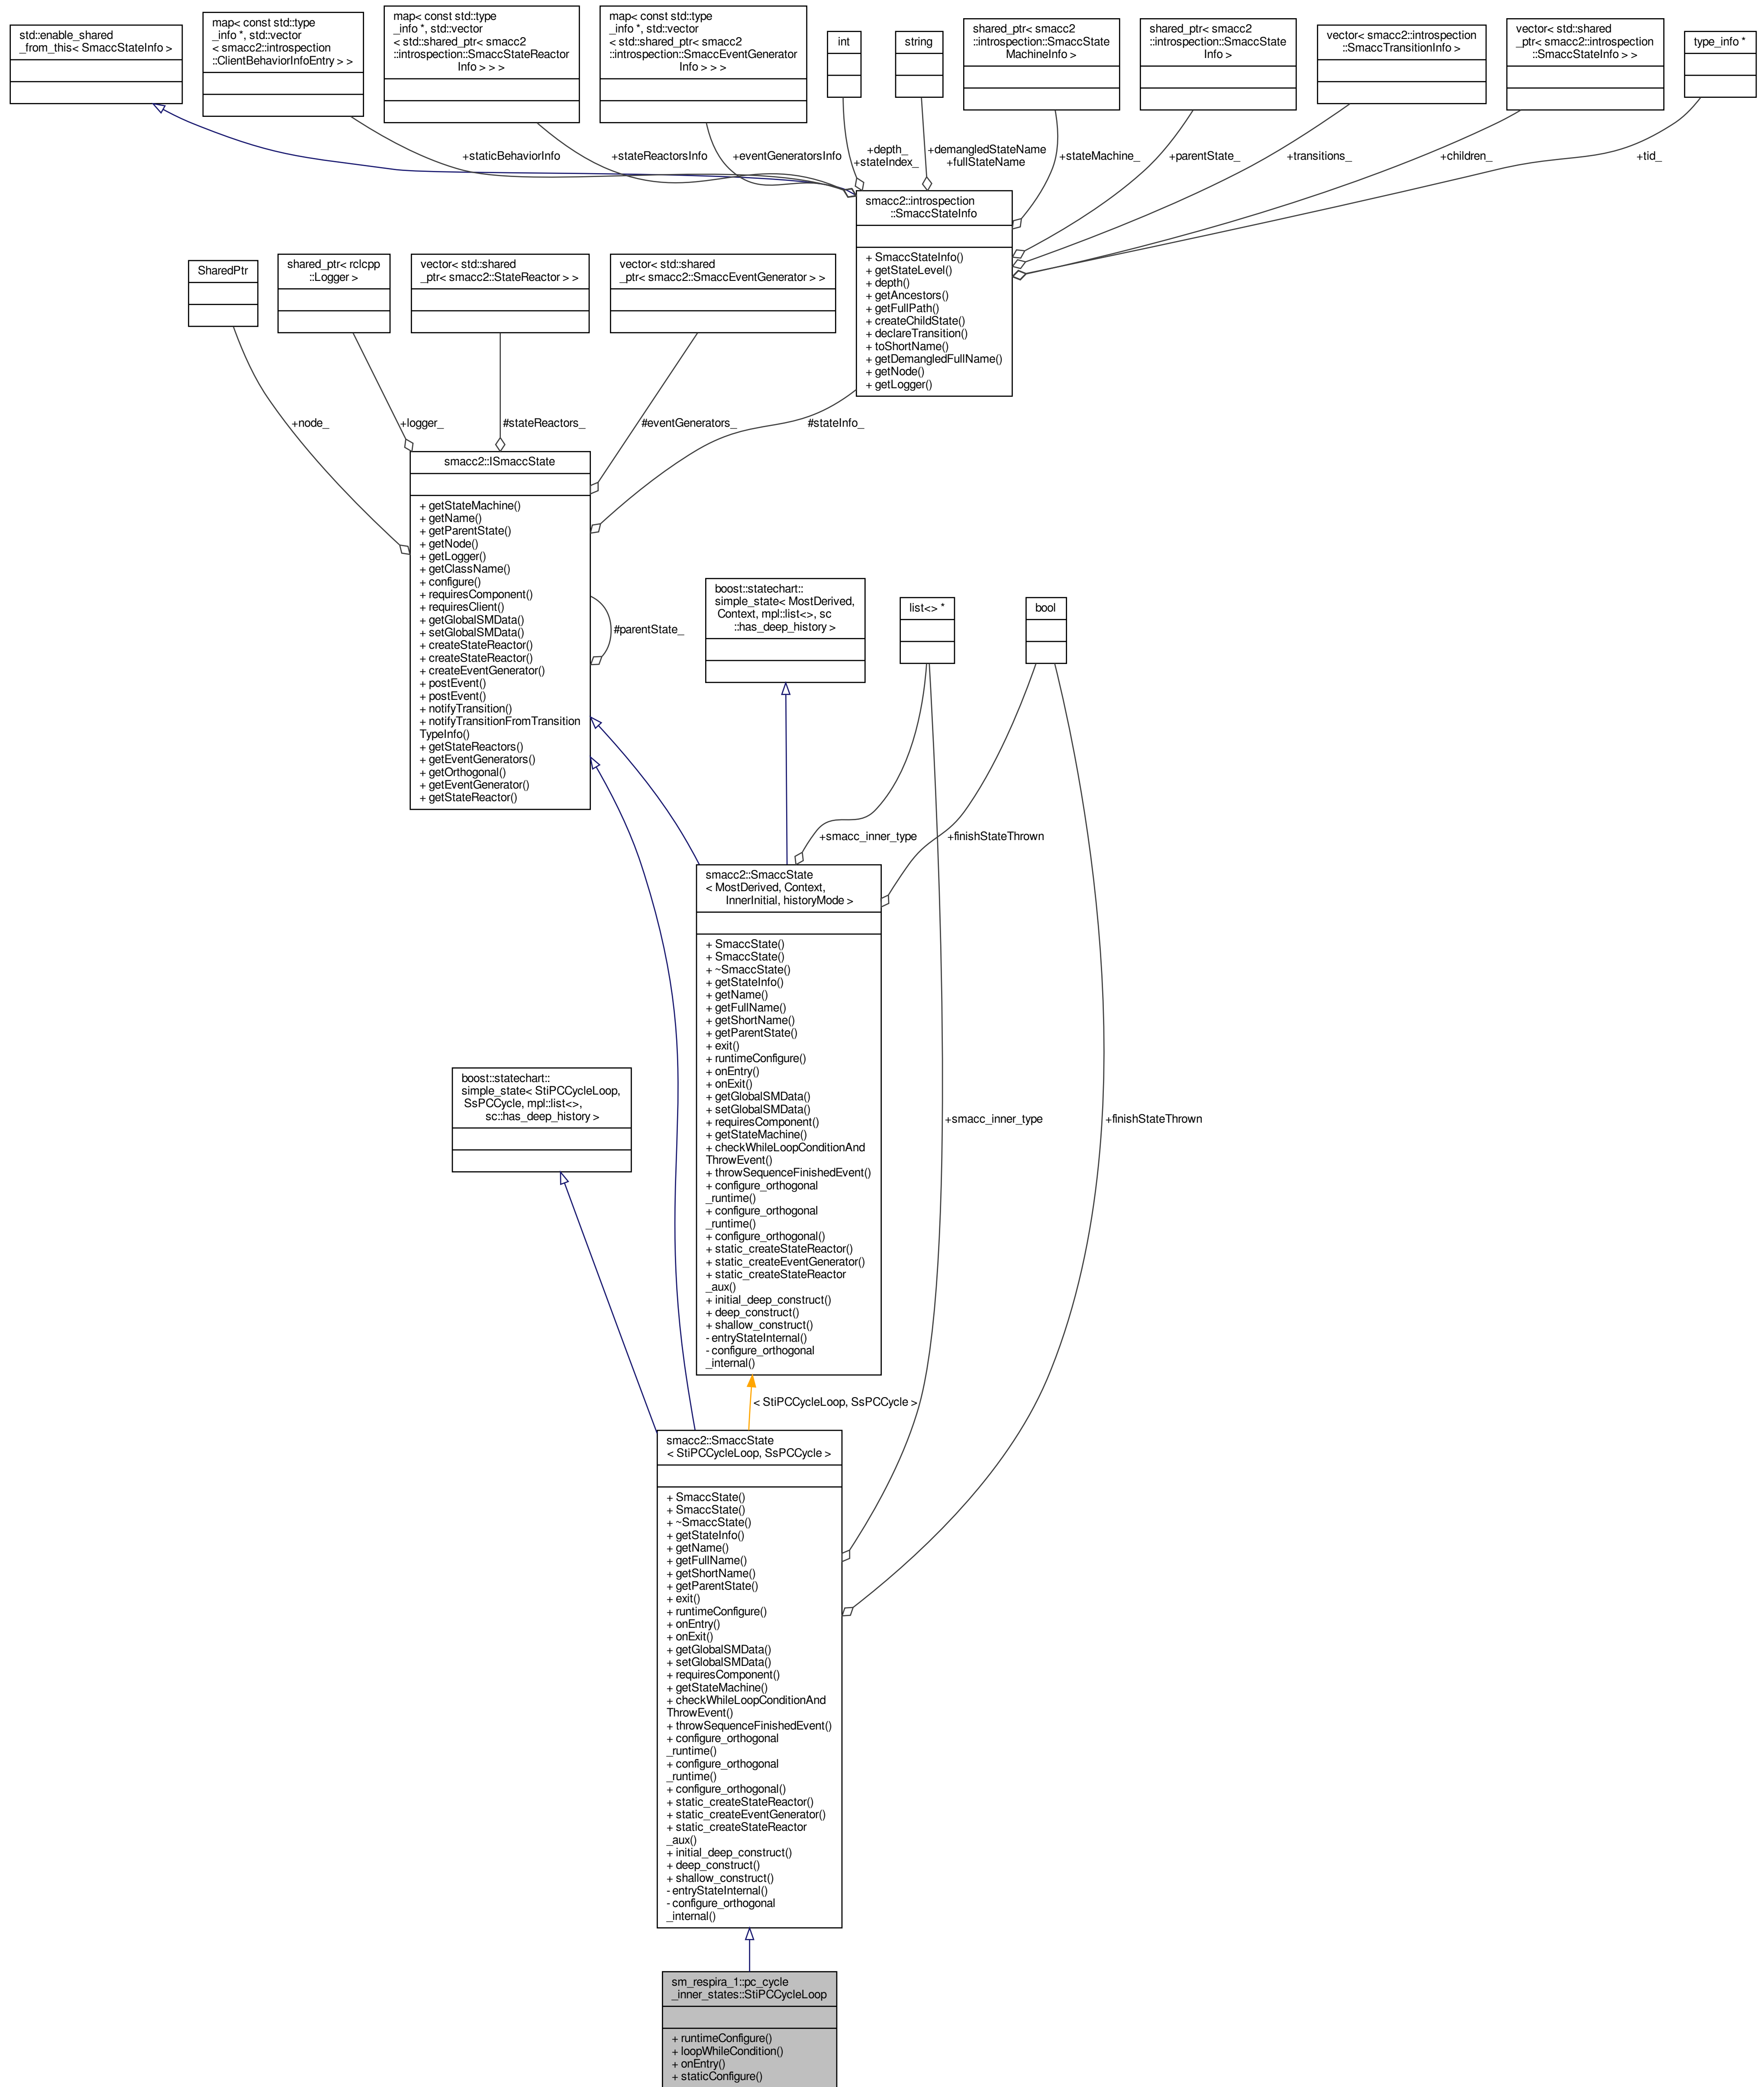 std::enable_shared
_from_this< SmaccStateInfo >
map< const std::type
_info *, std::vector
< smacc2::introspection
::ClientBehaviorInfoEntry > >
map< const std::type
_info *, std::vector
< std::shared_ptr< smacc2
::introspection::SmaccStateReactor
Info > > >
map< const std::type
_info *, std::vector
< std::shared_ptr< smacc2
::introspection::SmaccEventGenerator
Info > > >
int
string
shared_ptr< smacc2
::introspection::SmaccState
MachineInfo >
shared_ptr< smacc2
::introspection::SmaccState
Info >
vector< smacc2::introspection
::SmaccTransitionInfo >
vector< std::shared
_ptr< smacc2::introspection
::SmaccStateInfo > >
type_info *
+staticBehaviorInfo
+stateReactorsInfo
+eventGeneratorsInfo
+depth_
+stateIndex_
+demangledStateName
+fullStateName
+stateMachine_
+parentState_
+transitions_
+children_
+tid_
smacc2::introspection
::SmaccStateInfo
+ SmaccStateInfo()
+ getStateLevel()
+ depth()
+ getAncestors()
+ getFullPath()
+ createChildState()
+ declareTransition()
+ toShortName()
+ getDemangledFullName()
+ getNode()
+ getLogger()
SharedPtr
shared_ptr< rclcpp
::Logger >
vector< std::shared
_ptr< smacc2::StateReactor > >
vector< std::shared
_ptr< smacc2::SmaccEventGenerator > >
+node_
+logger_
#stateReactors_
#eventGenerators_
#stateInfo_
smacc2::ISmaccState
+ getStateMachine()
+ getName()
+ getParentState()
+ getNode()
+ getLogger()
+ getClassName()
+ configure()
+ requiresComponent()
+ requiresClient()
+ getGlobalSMData()
+ setGlobalSMData()
+ createStateReactor()
+ createStateReactor()
+ createEventGenerator()
+ postEvent()
+ postEvent()
+ notifyTransition()
+ notifyTransitionFromTransition
TypeInfo()
+ getStateReactors()
+ getEventGenerators()
+ getOrthogonal()
+ getEventGenerator()
+ getStateReactor()
#parentState_
boost::statechart::
simple_state< MostDerived,
Context, mpl::list<>, sc
::has_deep_history >
list<> *
bool
+smacc_inner_type
+finishStateThrown
smacc2::SmaccState
< MostDerived, Context,
InnerInitial, historyMode >
+ SmaccState()
+ SmaccState()
+ ~SmaccState()
+ getStateInfo()
+ getName()
+ getFullName()
+ getShortName()
+ getParentState()
+ exit()
+ runtimeConfigure()
+ onEntry()
+ onExit()
+ getGlobalSMData()
+ setGlobalSMData()
+ requiresComponent()
+ getStateMachine()
+ checkWhileLoopConditionAnd
ThrowEvent()
+ throwSequenceFinishedEvent()
+ configure_orthogonal
_runtime()
+ configure_orthogonal
_runtime()
+ configure_orthogonal()
+ static_createStateReactor()
+ static_createEventGenerator()
+ static_createStateReactor
_aux()
+ initial_deep_construct()
+ deep_construct()
+ shallow_construct()
- entryStateInternal()
- configure_orthogonal
_internal()
boost::statechart::
simple_state< StiPCCycleLoop,
SsPCCycle, mpl::list<>,
sc::has_deep_history >
+smacc_inner_type
+finishStateThrown
< StiPCCycleLoop, SsPCCycle >
smacc2::SmaccState
< StiPCCycleLoop, SsPCCycle >
+ SmaccState()
+ SmaccState()
+ ~SmaccState()
+ getStateInfo()
+ getName()
+ getFullName()
+ getShortName()
+ getParentState()
+ exit()
+ runtimeConfigure()
+ onEntry()
+ onExit()
+ getGlobalSMData()
+ setGlobalSMData()
+ requiresComponent()
+ getStateMachine()
+ checkWhileLoopConditionAnd
ThrowEvent()
+ throwSequenceFinishedEvent()
+ configure_orthogonal
_runtime()
+ configure_orthogonal
_runtime()
+ configure_orthogonal()
+ static_createStateReactor()
+ static_createEventGenerator()
+ static_createStateReactor
_aux()
+ initial_deep_construct()
+ deep_construct()
+ shallow_construct()
- entryStateInternal()
- configure_orthogonal
_internal()
sm_respira_1::pc_cycle
_inner_states::StiPCCycleLoop
+ runtimeConfigure()
+ loopWhileCondition()
+ onEntry()
+ staticConfigure()